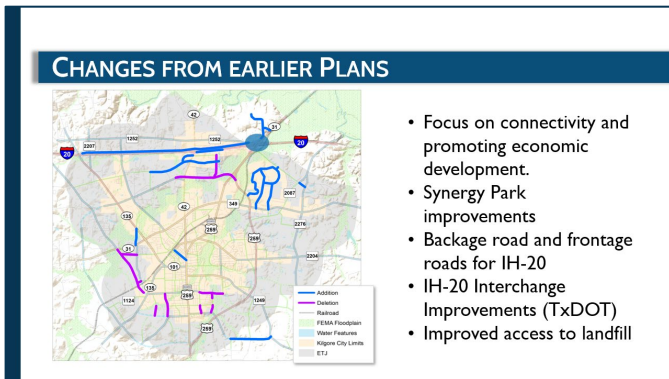 CHANGES FROM EARLIER PLANS
42
31
1252
1252
2207
20
20
42
349
2087
135
259
2276
31
259
101
2204
135
259
1124
1249
259
Addition
Deletion
Railroad
FEMA Floodplain
Water Features
Kilgore City Limits
ETJ
• Focus on connectivity and
promoting economic
development.
• Synergy Park
improvements
• Backage road and frontage
roads for IH-20
• IH-20 Interchange
Improvements (TxDOT)
• Improved access to landfill